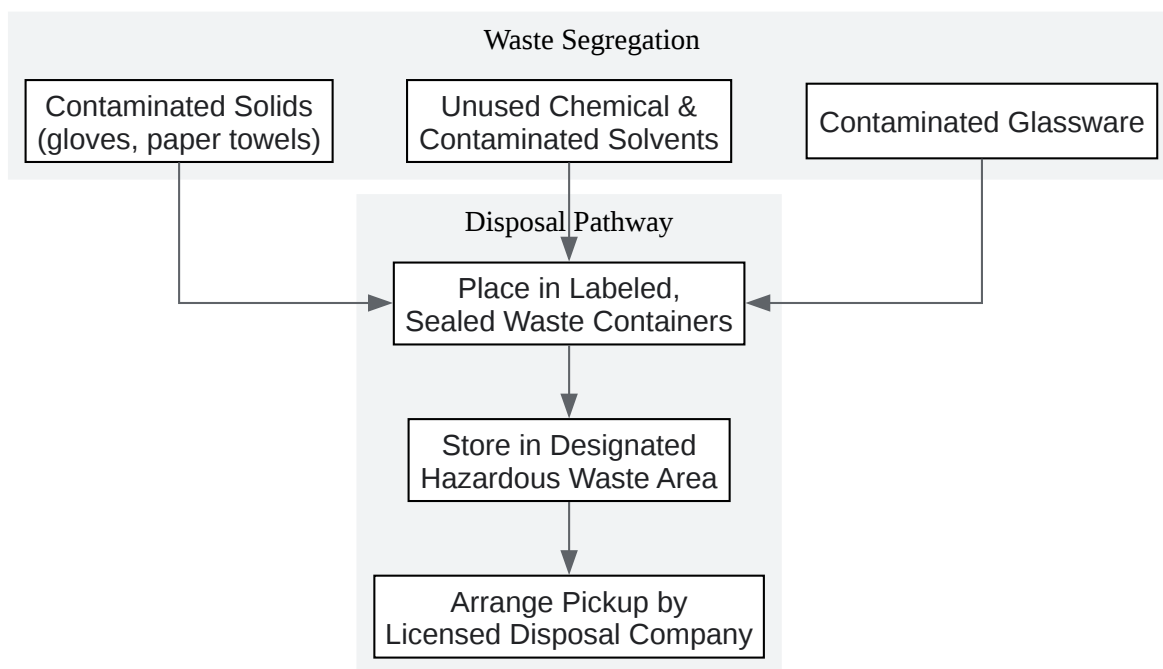 Waste Segregation
Contaminated Solids
(gloves, paper towels)
Unused Chemical &
Contaminated Solvents
Contaminated Glassware
Disposal Pathway
Place in Labeled,
Sealed Waste Containers
Store in Designated
Hazardous Waste Area
Arrange Pickup by
Licensed Disposal Company